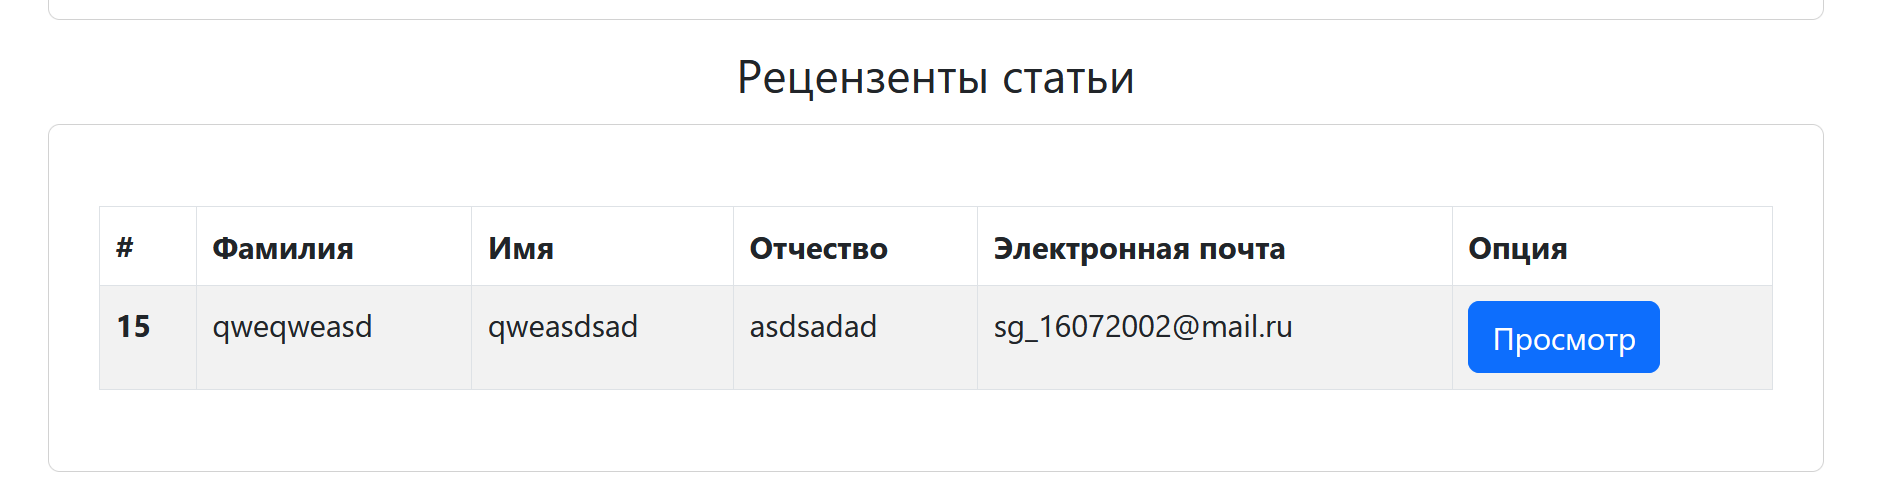 Рецензенты статьи
# Фамилия Имя Отчество Электронная почта Опция
15 qweqweasd qweasdsad asdsadad sg_16072002@mail.ru Просмотр